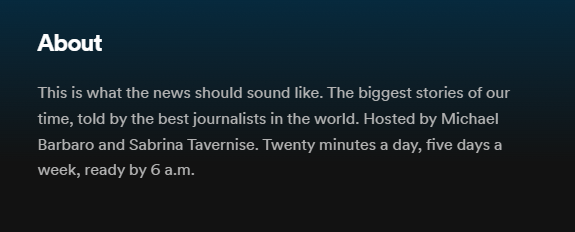 About
This is what the news should sound like. The biggest stories of our
time, told by the best journalists in the world. Hosted by Michael
Barbaro and Sabrina Tavernise. Twenty minutes a day, five days a
week, ready by 6 a.m.